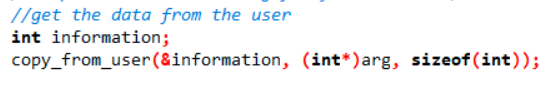 //get the data from the user
int information;
copy_from_user(&information, (int*)arg, sizeof(int));